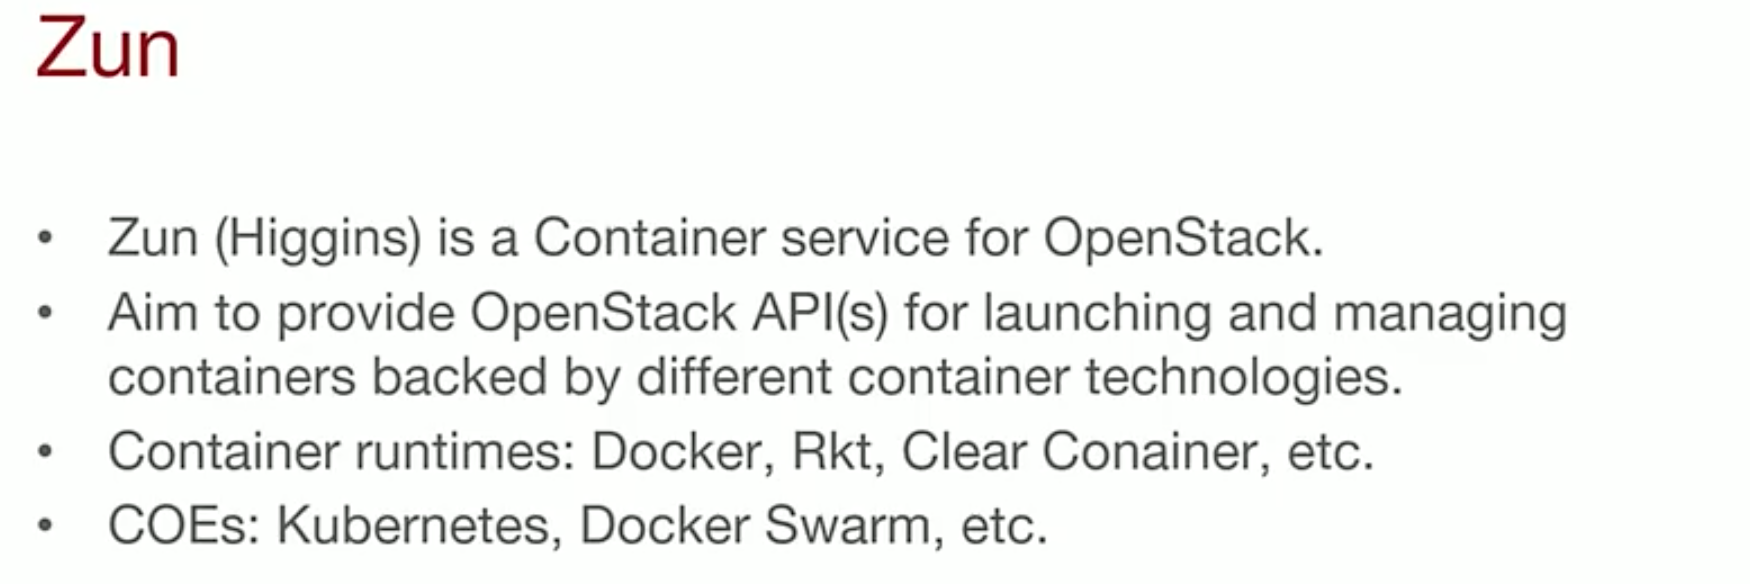 Zun
• Zun (Higgins) is a Container service for OpenStack.
• Aim to provide OpenStack API(s) for launching and managing
containers backed by different container technologies.
• Container runtimes: Docker, Rkt, Clear Conainer, etc.
• COEs: Kubernetes, Docker Swarm, etc.